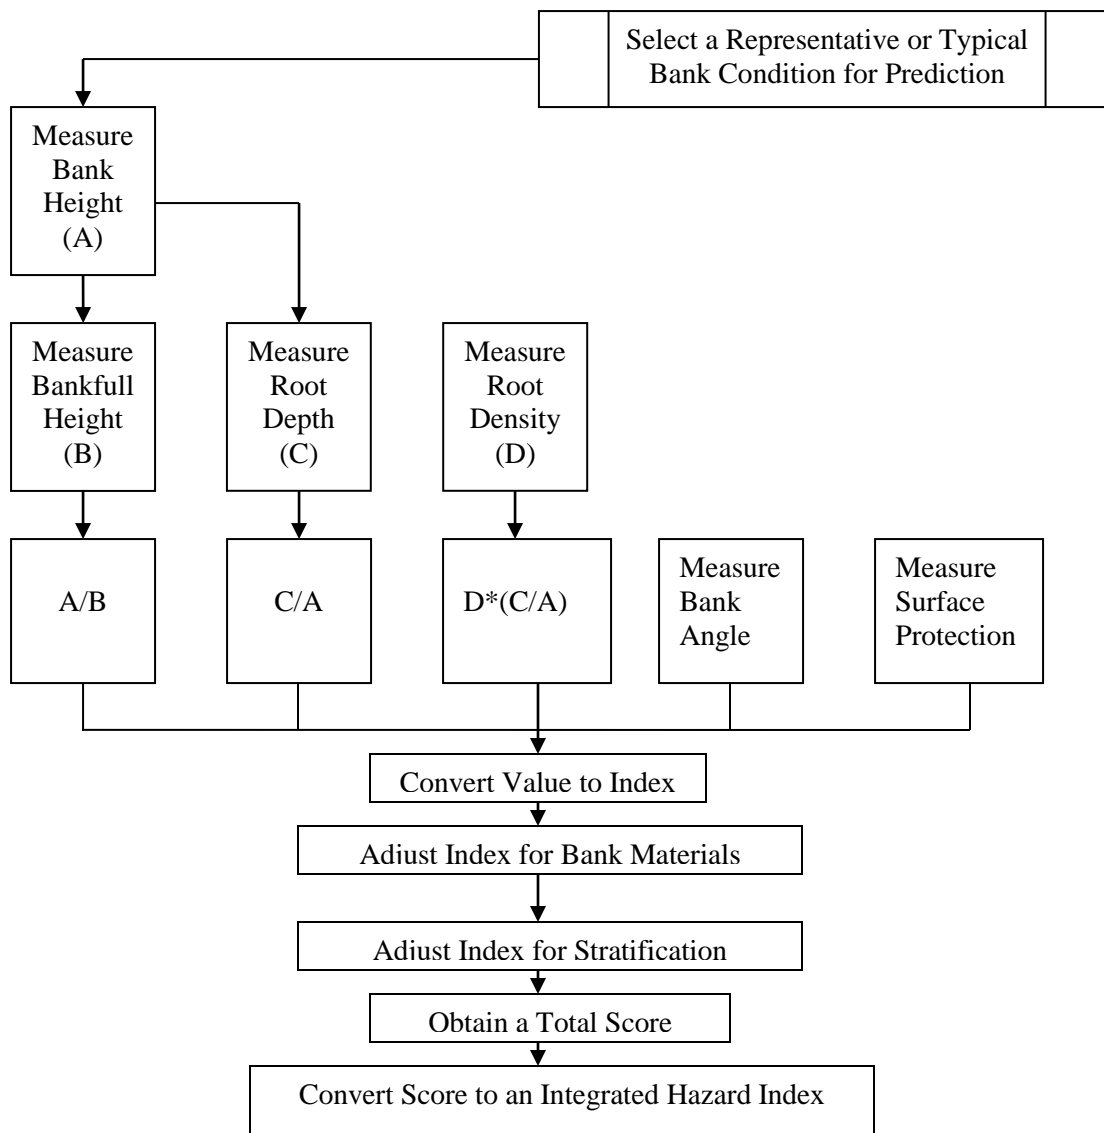 Select a Representative or Typical
Bank Condition for Prediction
Measure
Bank
Height
(A)
Measure
Bankfull
Height
(B)
Measure
Root
Depth
(C)
Measure
Root
Density
(D)
A/B
C/A
D*(C/A)
Measure
Bank
Angle
Measure
Surface
Protection
Convert Value to Index
Adjust Index for Bank Materials
Adjust Index for Stratification
Obtain a Total Score
Convert Score to an Integrated Hazard Index